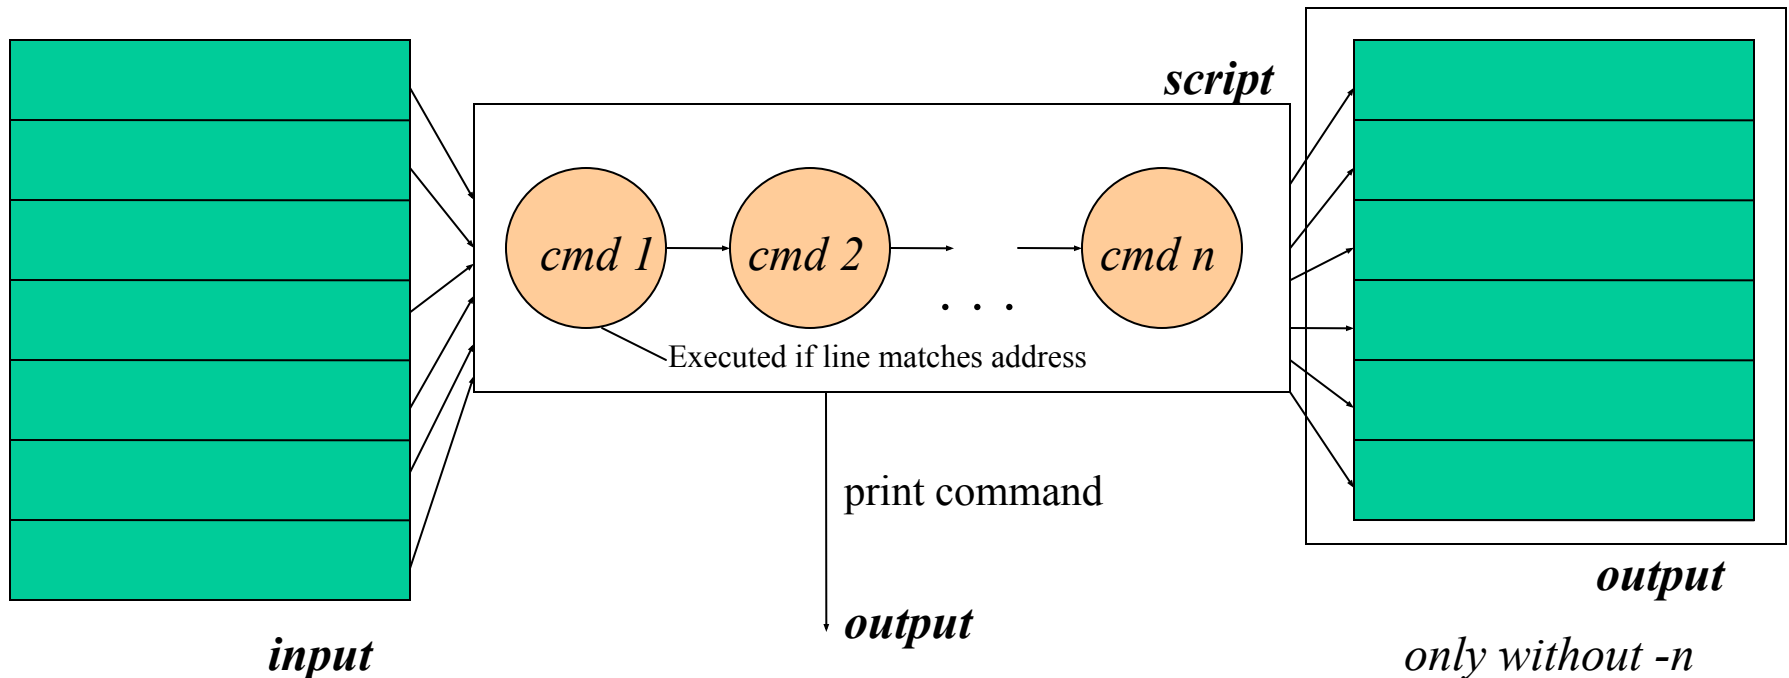 script
cmd 1
cmd 2
. . .
cmd n
Executed if line matches address
print command
output
output
input
only without -n